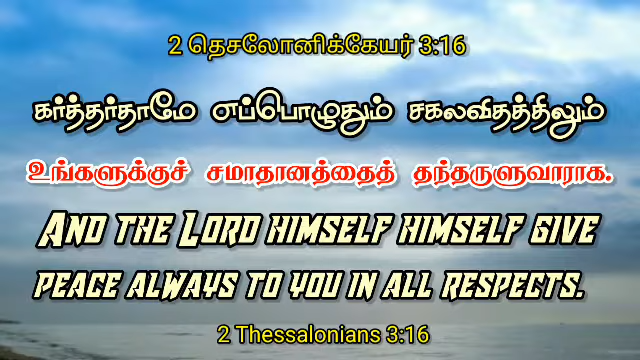 2 தெசலோனிக்கேயர் 3:16
கர்த்தர்தாமே எப்பொழுதும் சகலவிதத்திலும்
உங்களுக்குச் சமாதானத்தைத் தந்தருளுவாராக.
And the Lord himself himself give
peace always to you in all respects.
2 Thessalonians 3:16